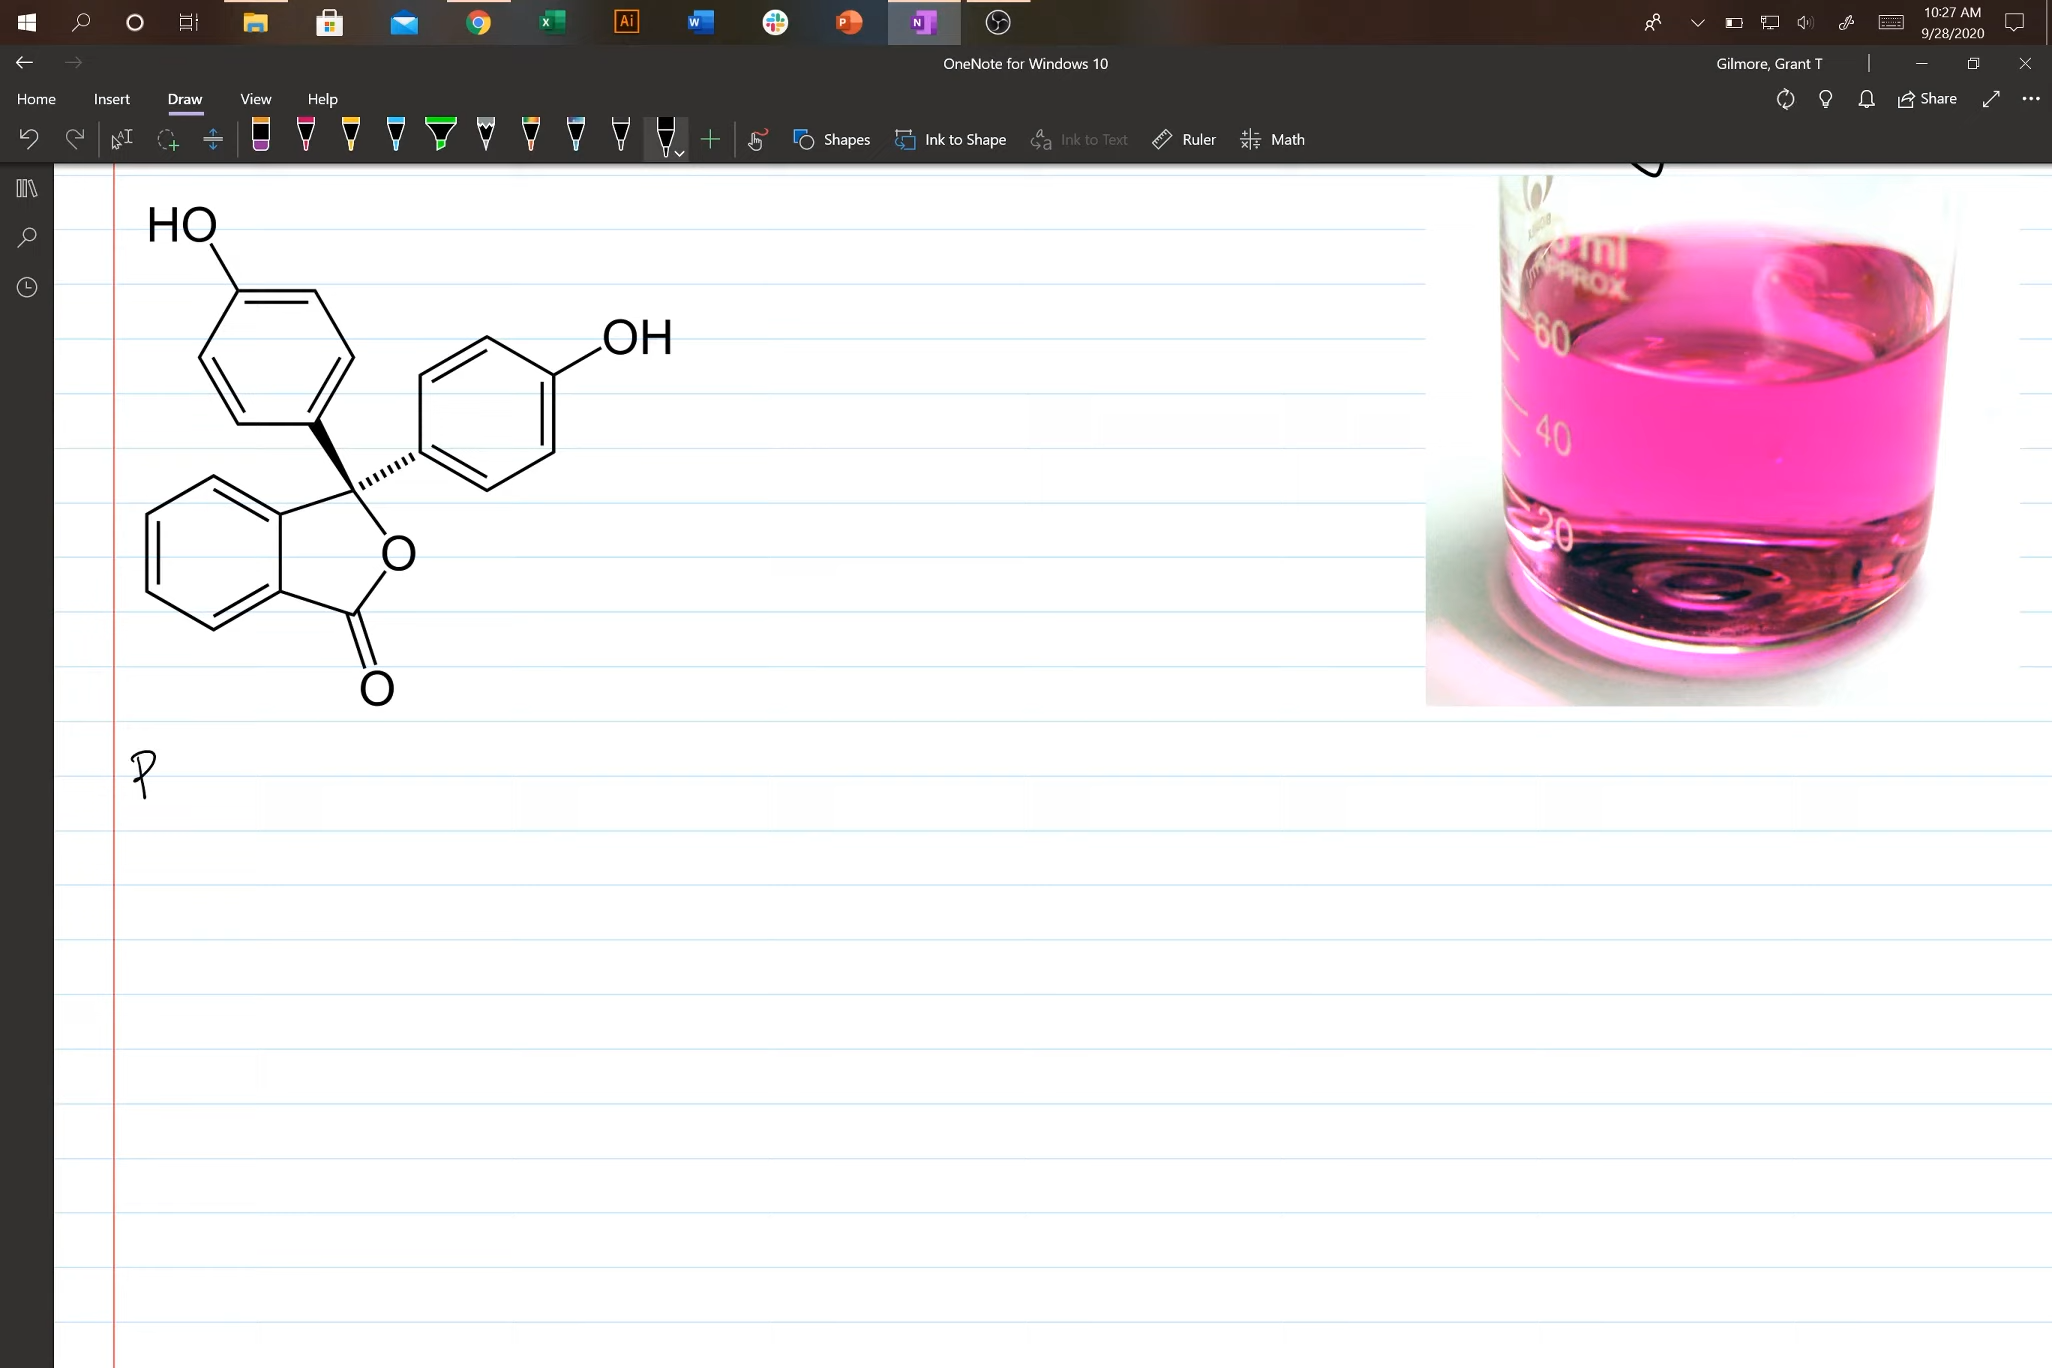 10:27 AM
9/28/2020
OneNote for Windows 10
Gilmore, Grant T
Home Insert Draw View Help
Share
Shapes Ink to Shape Ink to Text Ruler Math
HO
OH
O
O
ml
APPROX
60
40
20
P